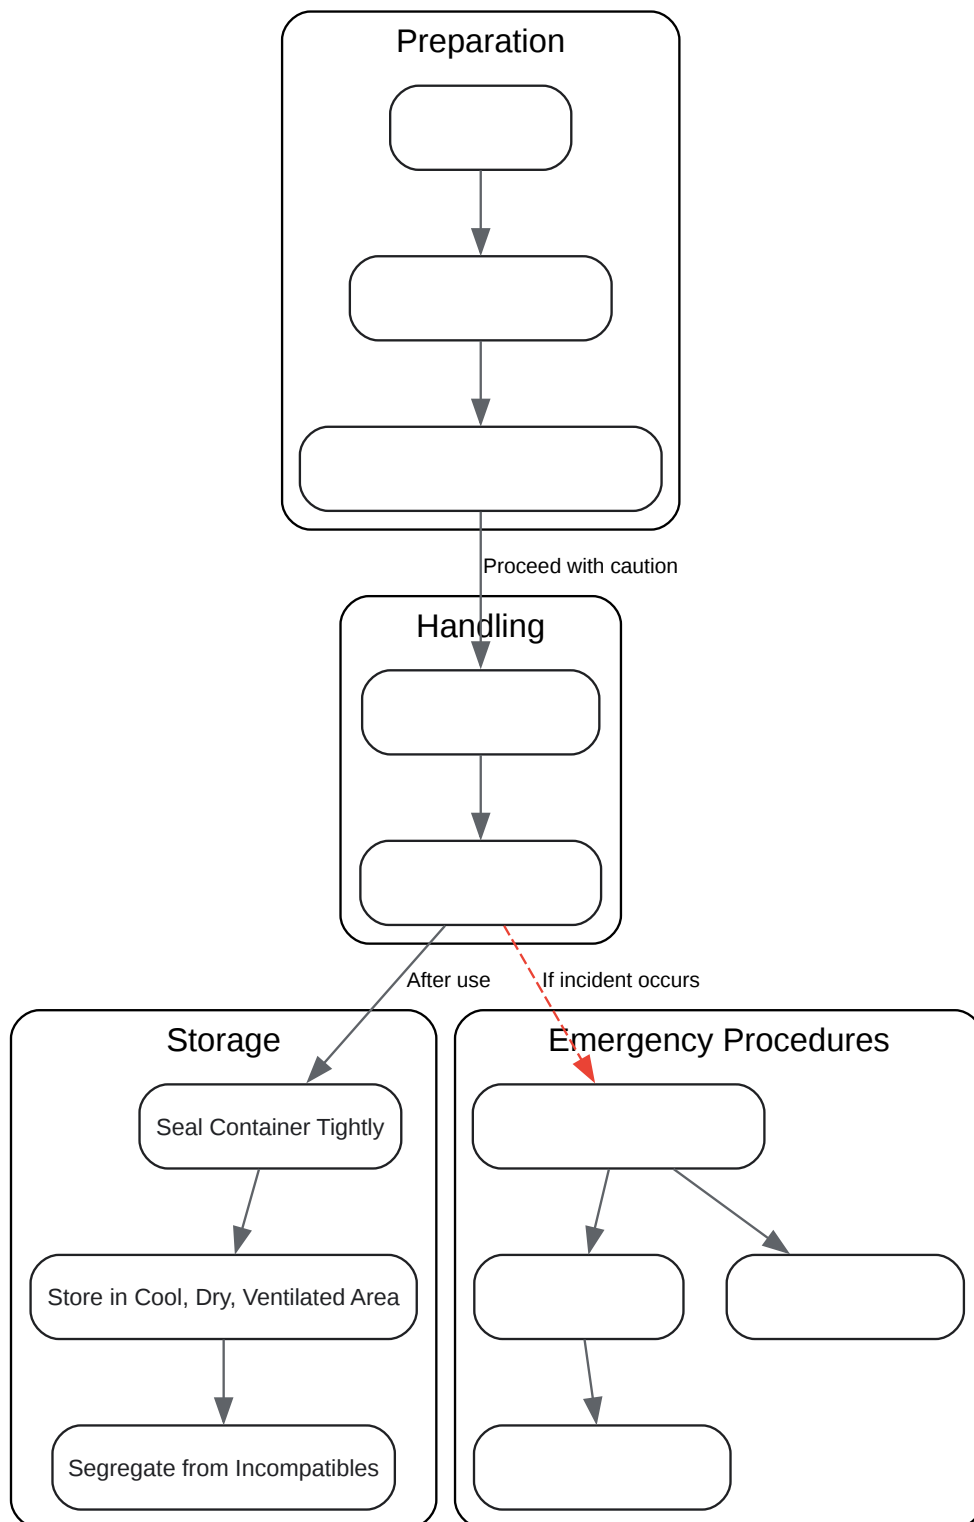 Preparation
Proceed with caution
Handling
After use
If incident occurs
Storage
Emergency Procedures
Seal Container Tightly
Store in Cool, Dry, Ventilated Area
Segregate from Incompatibles